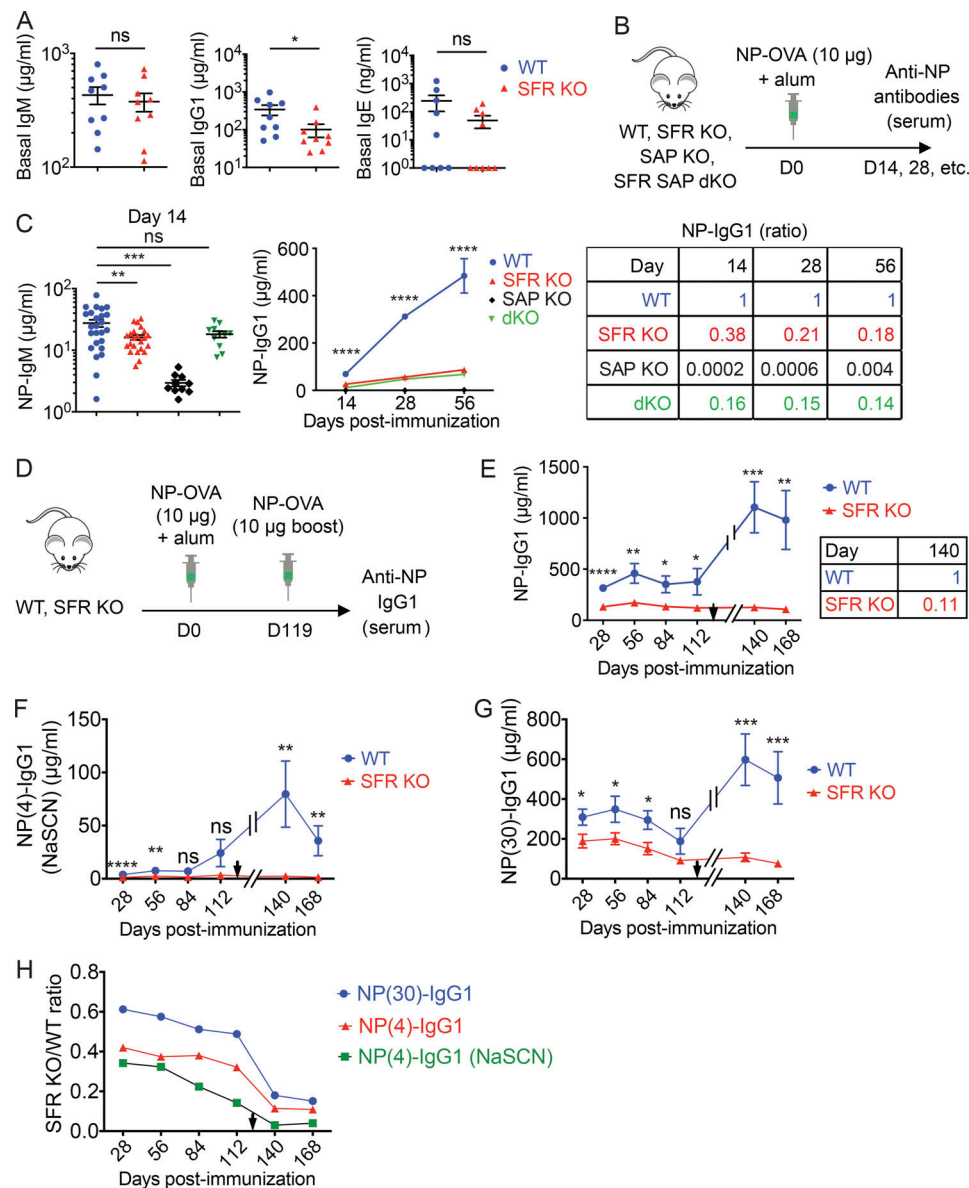 A
Basal IgM (µg/ml)
10³
10²
ns
Basal IgG1 (µg/ml)
10⁴
10³
10²
10¹
10⁰
*
Basal IgE (ng/ml)
10⁴
10³
10²
10¹
10⁰
ns
WT
SFR KO
B
NP-OVA (10 µg)
+ alum
Anti-NP
antibodies
(serum)
WT, SFR KO,
SAP KO,
SFR SAP dKO
D0
D14, 28, etc.
C
Day 14
ns
***
**
NP-IgM (µg/ml)
10²
10¹
10⁰
NP-IgG1 (µg/ml)
600
400
200
0
****
****
****
WT
SFR KO
SAP KO
dKO
14 28 56
Days post-immunization
NP-IgG1 (ratio)
Day 14 28 56
WT 1 1 1
SFR KO 0.38 0.21 0.18
SAP KO 0.0002 0.0006 0.004
dKO 0.16 0.15 0.14
D
NP-OVA
(10 µg)
+ alum
NP-OVA
(10 µg boost)
Anti-NP
IgG1
(serum)
WT, SFR KO
D0
D119
E
NP-IgG1 (µg/ml)
1500
1000
500
0
**** ** * * *** **
WT
SFR KO
28 56 84 112 140 168
Days post-immunization
Day 140
WT 1
SFR KO 0.11
F
NP(4)-IgG1
(NaSCN) (µg/ml)
150
100
50
0
**** ** ns ns ** **
WT
SFR KO
28 56 84 112 140 168
Days post-immunization
G
NP(30)-IgG1 (µg/ml)
800
600
400
200
0
* * * ns *** ***
WT
SFR KO
28 56 84 112 140 168
Days post-immunization
H
SFR KO/WT ratio
0.8
0.6
0.4
0.2
0.0
NP(30)-IgG1
NP(4)-IgG1
NP(4)-IgG1 (NaSCN)
28 56 84 112 140 168
Days post-immunization